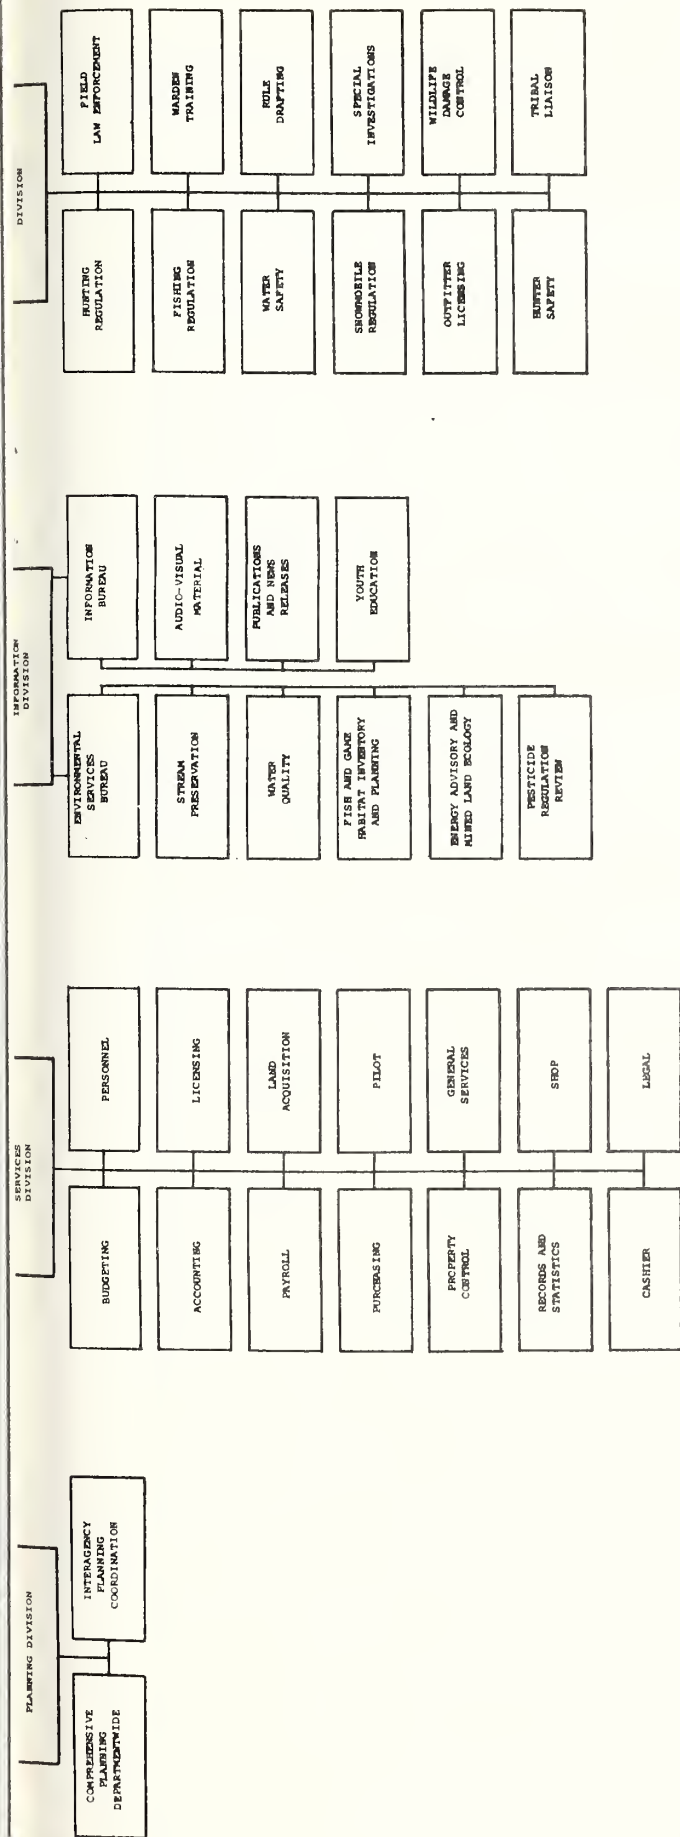 PLANNING DIVISION
COMPREHENSIVE
PLANNING
DEPARTMENTWIDE
INTERAGENCY
PLANNING
COORDINATION
SERVICES
DIVISION
BUDGETING
PERSONNEL
ACCOUNTING
LICENSING
PAYROLL
LAND
ACQUISITION
PURCHASING
PILOT
PROPERTY
CONTROL
GENERAL
SERVICES
RECORDS AND
STATISTICS
SHOP
CASHIER
LEGAL
INFORMATION
DIVISION
ENVIRONMENTAL
SERVICES
BUREAU
STREAM
PRESERVATION
WATER
QUALITY
FISH AND GAME
HABITAT INVENTORY
AND PLANNING
ENERGY ADVISORY AND
MINED LAND ECOLOGY
PESTICIDE
REGULATION
REVIEW
INFORMATION
BUREAU
AUDIO-VISUAL
MATERIAL
PUBLICATIONS
AND NEWS
RELEASES
YOUTH
EDUCATION
DIVISION
HUNTING
REGULATION
FIELD
LAW ENFORCEMENT
FISHING
REGULATION
WARDEN
TRAINING
WATER
SAFETY
RULE
DRAFTING
SNOWMOBILE
REGULATION
SPECIAL
INVESTIGATIONS
OUTFITTER
LICENSING
WILDLIFE
DAMAGE
CONTROL
HUNTER
SAFETY
TRIBAL
LIAISON